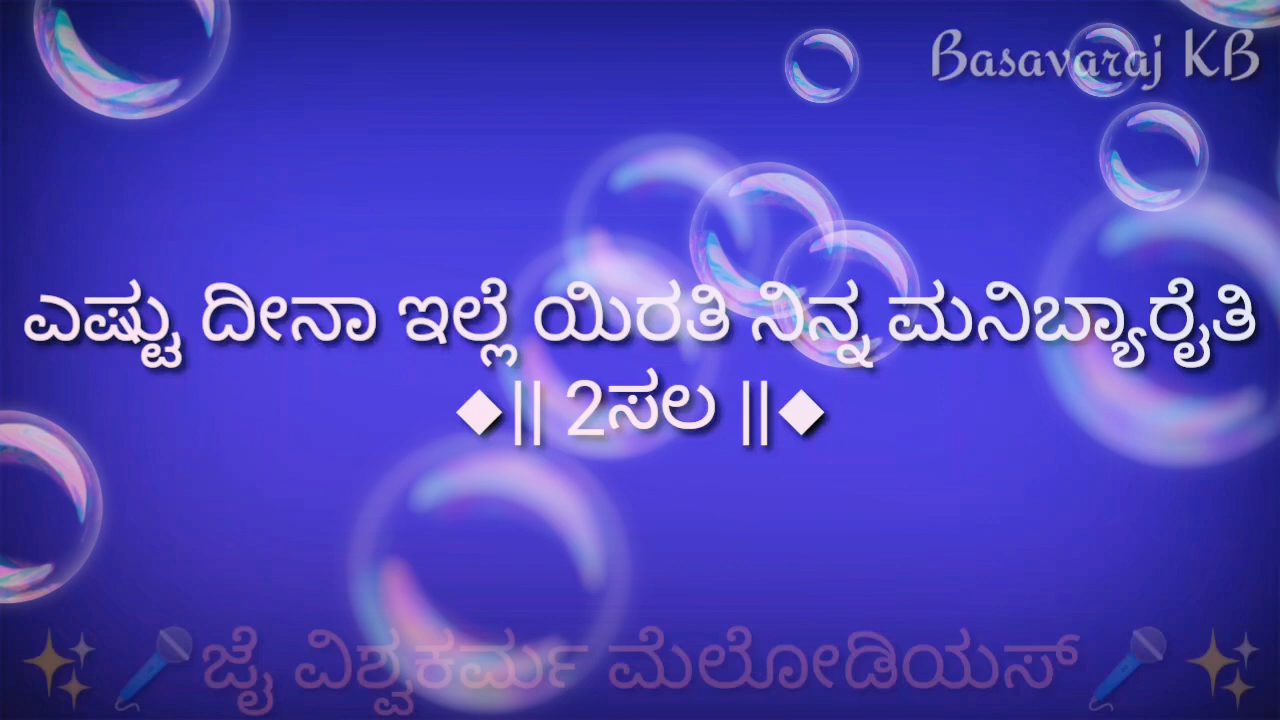 Basavaraj KB
ಎಷ್ಟು ದೀನಾ ಇಲ್ಲೆ ಯಿರತಿ ನಿನ್ನ ಮನಿಬ್ಯಾರೈತಿ
◆|| 2ಸಲ ||◆
✨🎤ಜೈ ವಿಶ್ವಕರ್ಮ ಮೆಲೋಡಿಯಸ್🎤✨